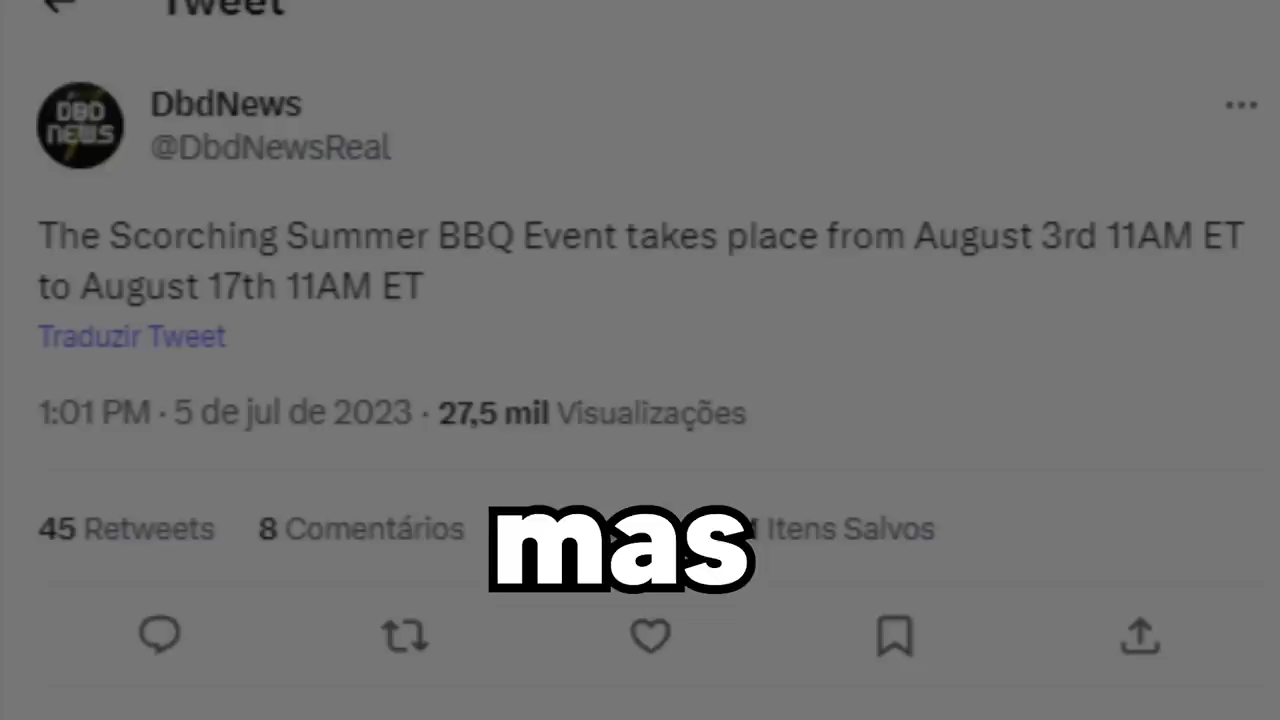 Tweet
DBD
NEWS
DbdNews
@DbdNewsReal
The Scorching Summer BBQ Event takes place from August 3rd 11AM ET
to August 17th 11AM ET
Traduzir Tweet
1:01 PM · 5 de jul de 2023 · 27,5 mil Visualizações
45 Retweets 8 Comentários Itens Salvos
mas